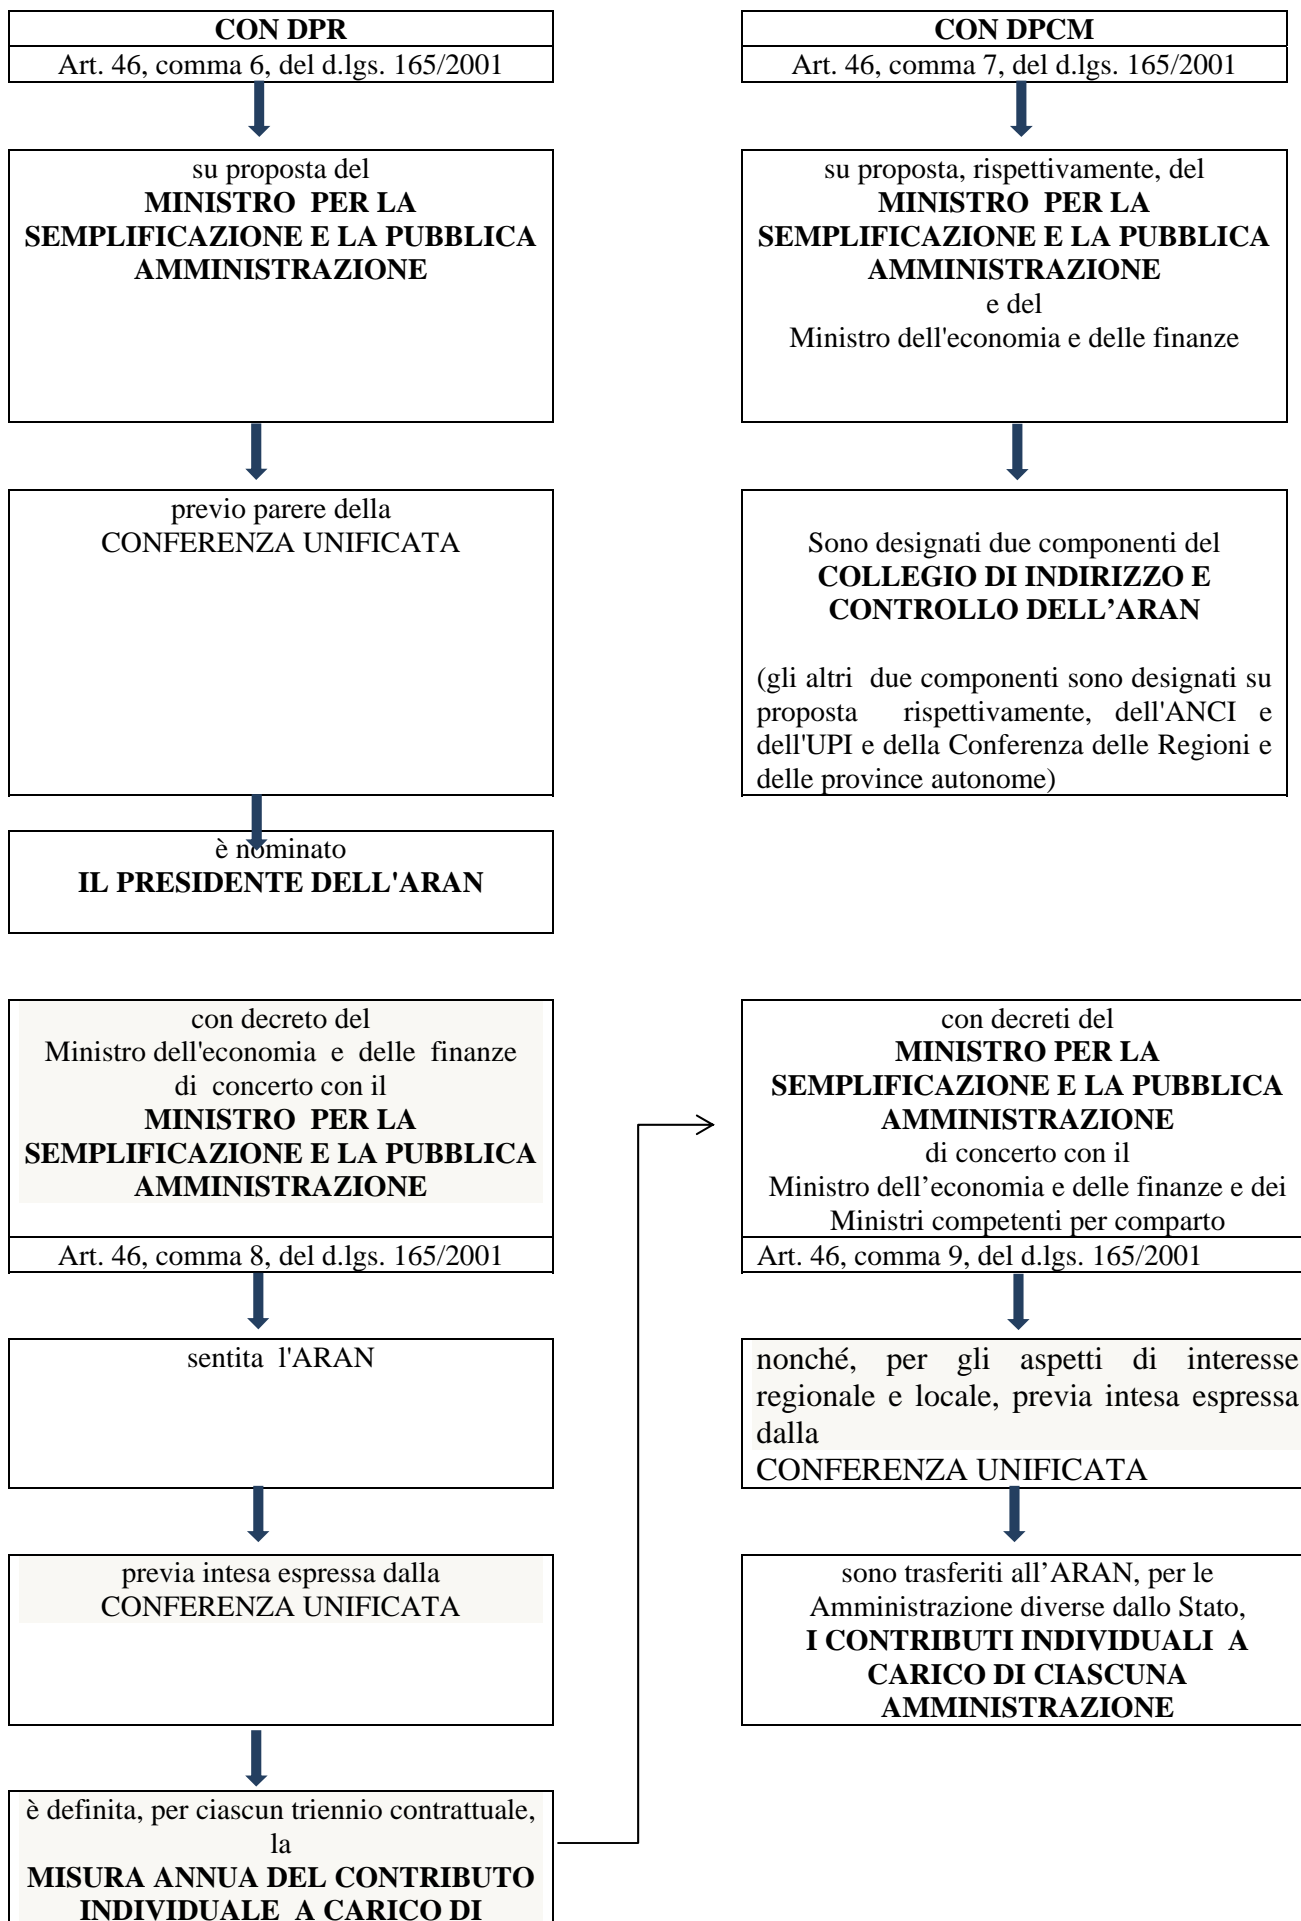 CON DPR
Art. 46, comma 6, del d.lgs. 165/2001
su proposta del
MINISTRO PER LA
SEMPLIFICAZIONE E LA PUBBLICA
AMMINISTRAZIONE
previo parere della
CONFERENZA UNIFICATA
è nominato
IL PRESIDENTE DELL'ARAN
CON DPCM
Art. 46, comma 7, del d.lgs. 165/2001
su proposta, rispettivamente, del
MINISTRO PER LA
SEMPLIFICAZIONE E LA PUBBLICA
AMMINISTRAZIONE
e del
Ministro dell'economia e delle finanze
Sono designati due componenti del
COLLEGIO DI INDIRIZZO E
CONTROLLO DELL’ARAN
(gli altri due componenti sono designati su
proposta rispettivamente, dell'ANCI e
dell'UPI e della Conferenza delle Regioni e
delle province autonome)
con decreto del
Ministro dell'economia e delle finanze
di concerto con il
MINISTRO PER LA
SEMPLIFICAZIONE E LA PUBBLICA
AMMINISTRAZIONE
Art. 46, comma 8, del d.lgs. 165/2001
sentita l'ARAN
previa intesa espressa dalla
CONFERENZA UNIFICATA
è definita, per ciascun triennio contrattuale,
la
MISURA ANNUA DEL CONTRIBUTO
INDIVIDUALE A CARICO DI
con decreti del
MINISTRO PER LA
SEMPLIFICAZIONE E LA PUBBLICA
AMMINISTRAZIONE
di concerto con il
Ministro dell’economia e delle finanze e dei
Ministri competenti per comparto
Art. 46, comma 9, del d.lgs. 165/2001
nonché, per gli aspetti di interesse
regionale e locale, previa intesa espressa
dalla
CONFERENZA UNIFICATA
sono trasferiti all’ARAN, per le
Amministrazione diverse dallo Stato,
I CONTRIBUTI INDIVIDUALI A
CARICO DI CIASCUNA
AMMINISTRAZIONE